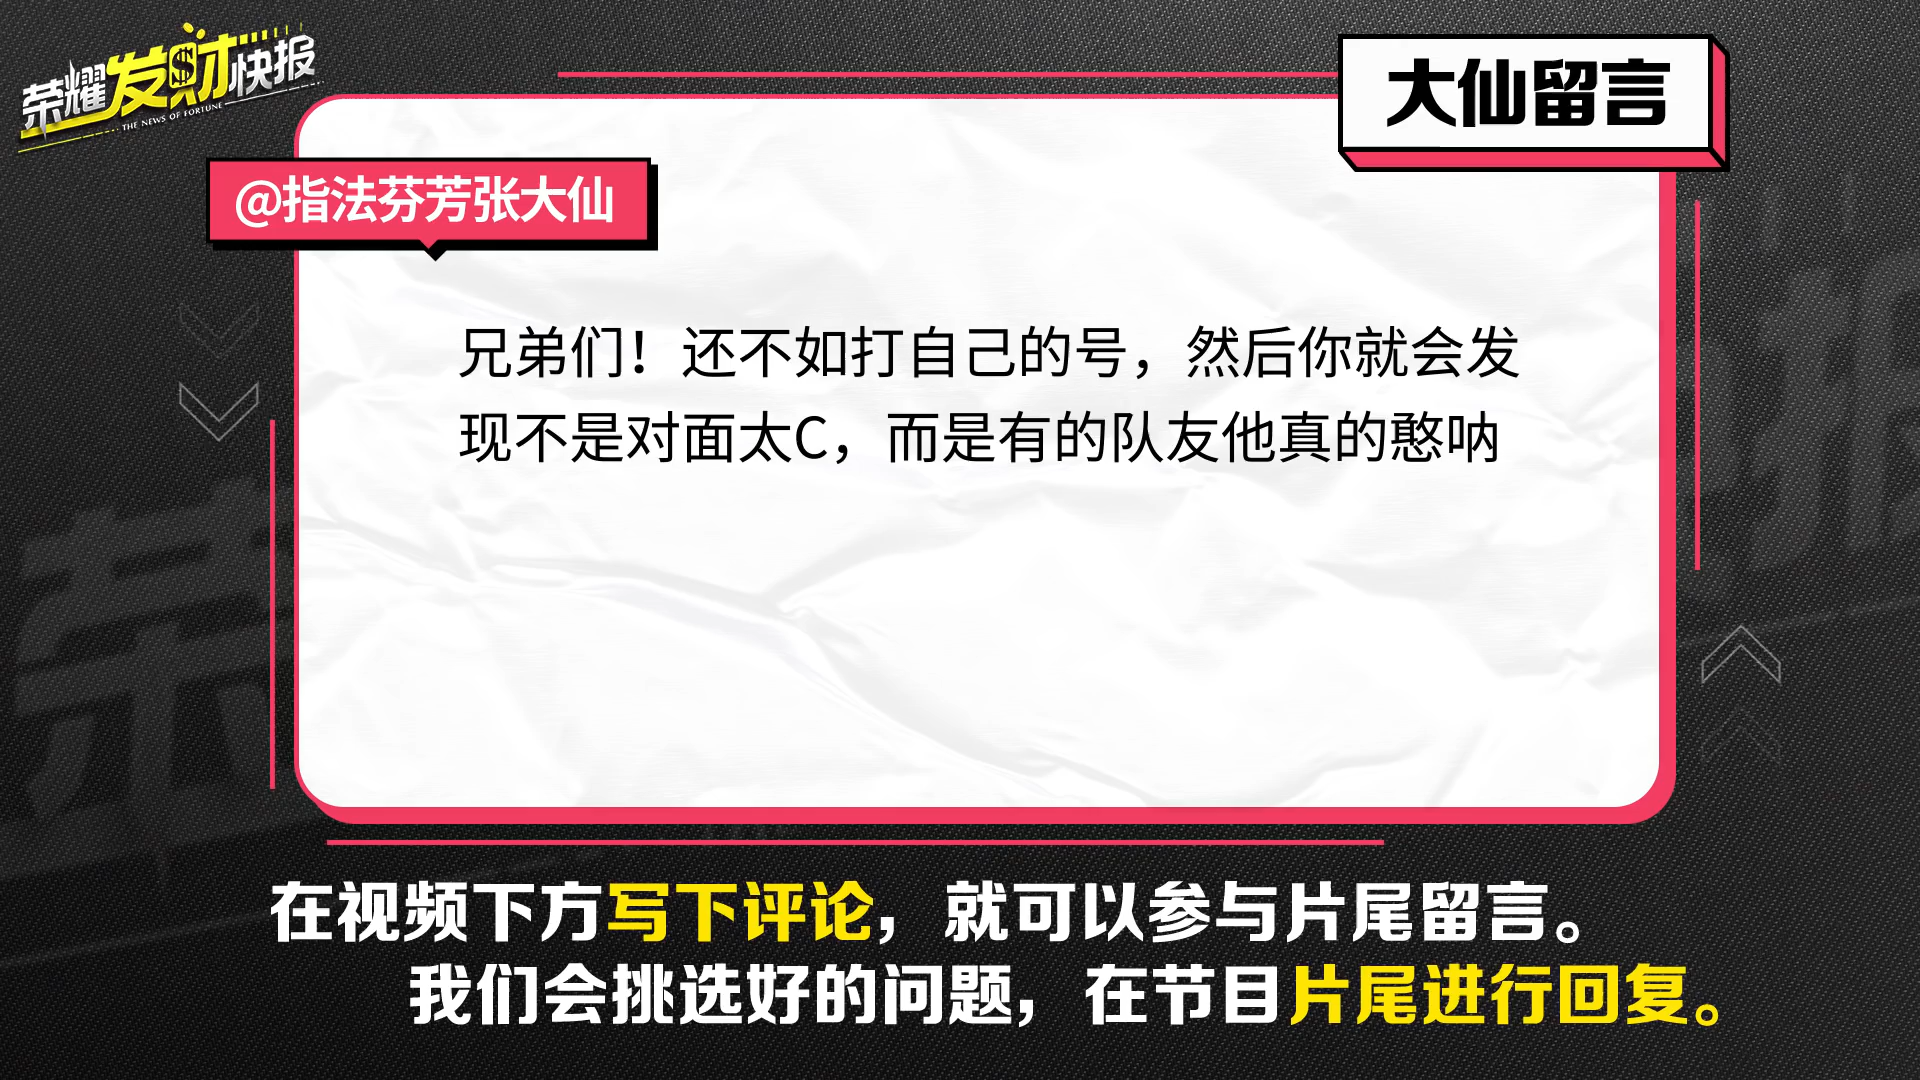 荣耀发财快报
THE NEWS OF FORTUNE
大仙留言
@指法芬芳张大仙
兄弟们！还不如打自己的号，然后你就会发
现不是对面太C，而是有的队友他真的憨呐
在视频下方写下评论，就可以参与片尾留言。
我们会挑选好的问题，在节目片尾进行回复。